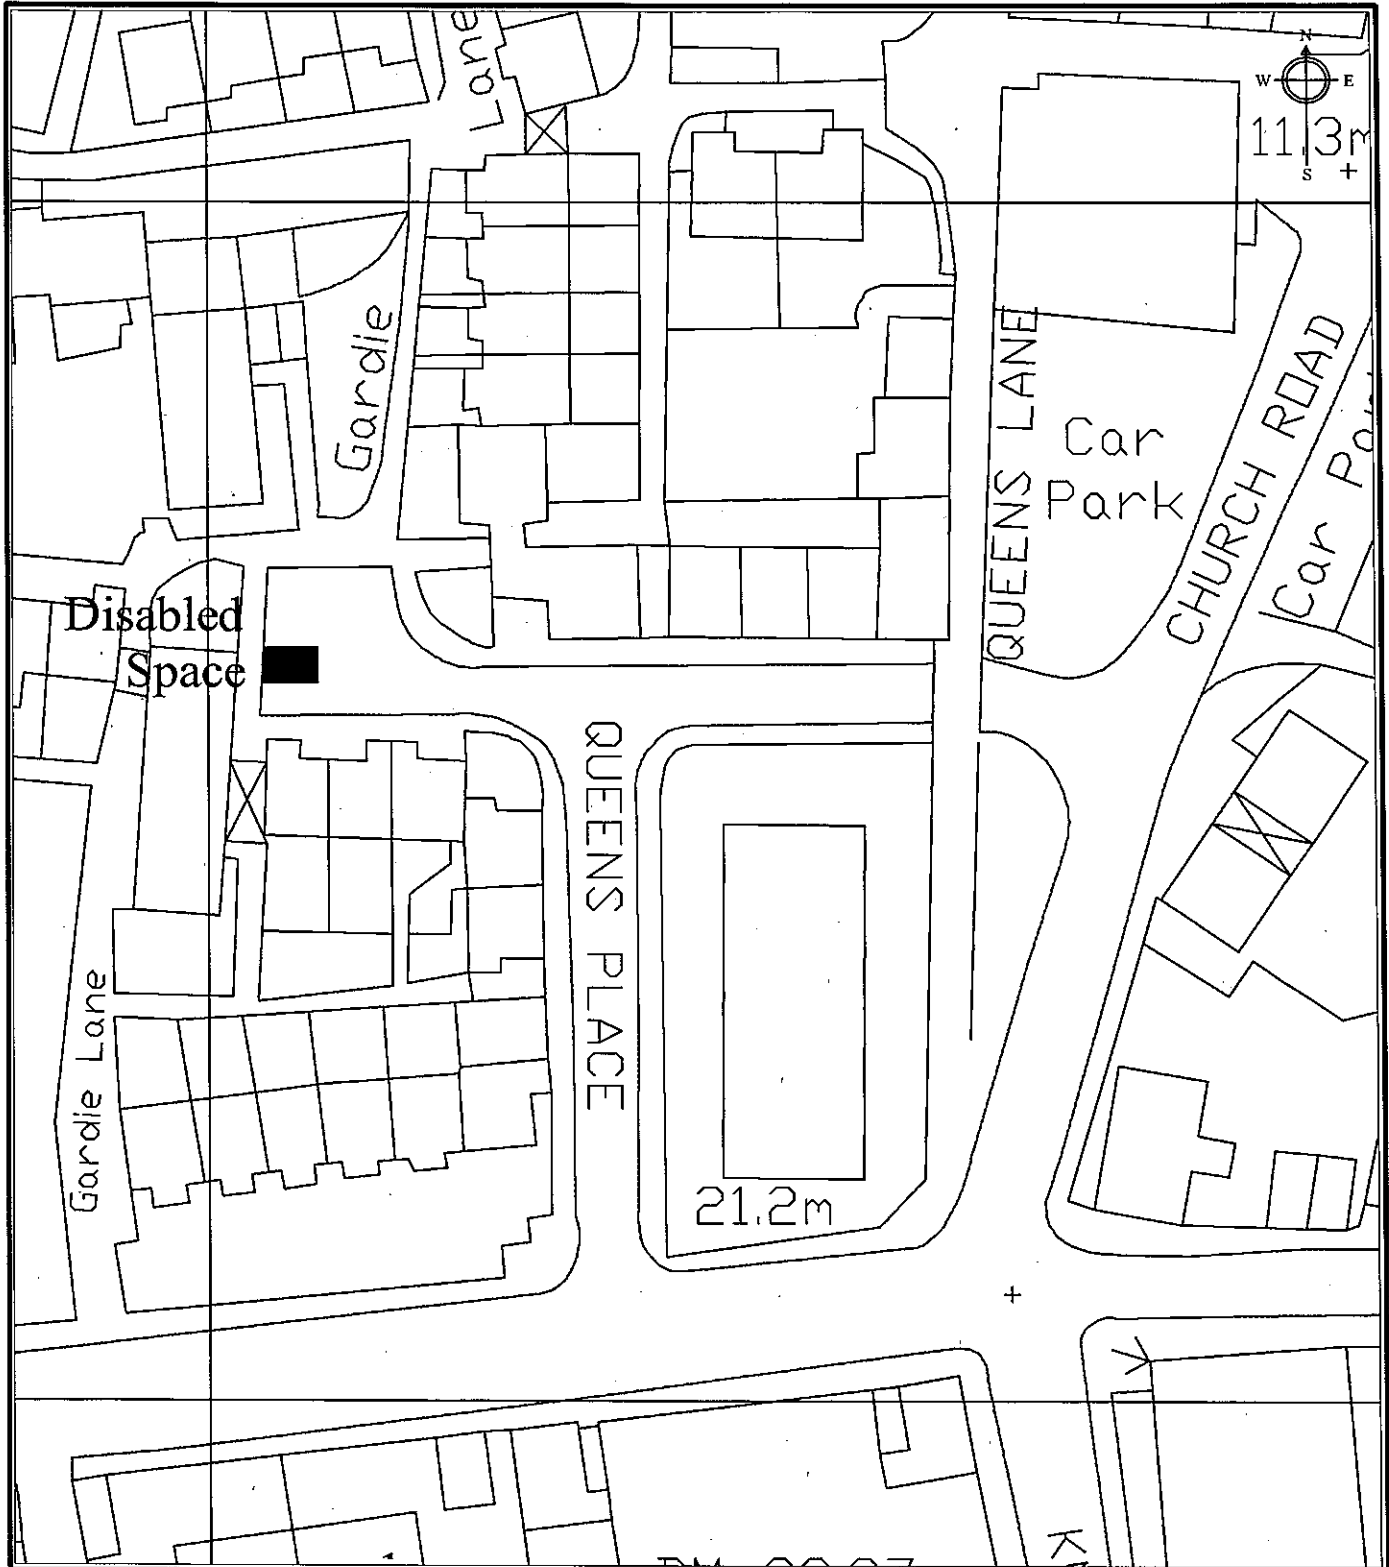 Lane
N
W E
S
11.3m
Gardie
QUEENS LANE
Car
Park
CHURCH ROAD
Car
Disabled
Space
QUEENS PLACE
Gardie Lane
21.2m